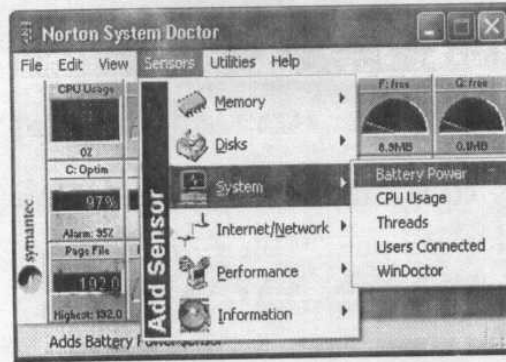 Norton System Doctor
File Edit View Sensors Utilities Help
CPU Usage
0%
C: Optim
97%
Alarm: 95%
Page File
192.0
Highest: 192.0
symantec
Add Sensor
Memory
Disks
System
Internet/Network
Performance
Information
F: free
8.9MB
G: free
0.1MB
Battery Power
CPU Usage
Threads
Users Connected
WinDoctor
Adds Battery Power sensor